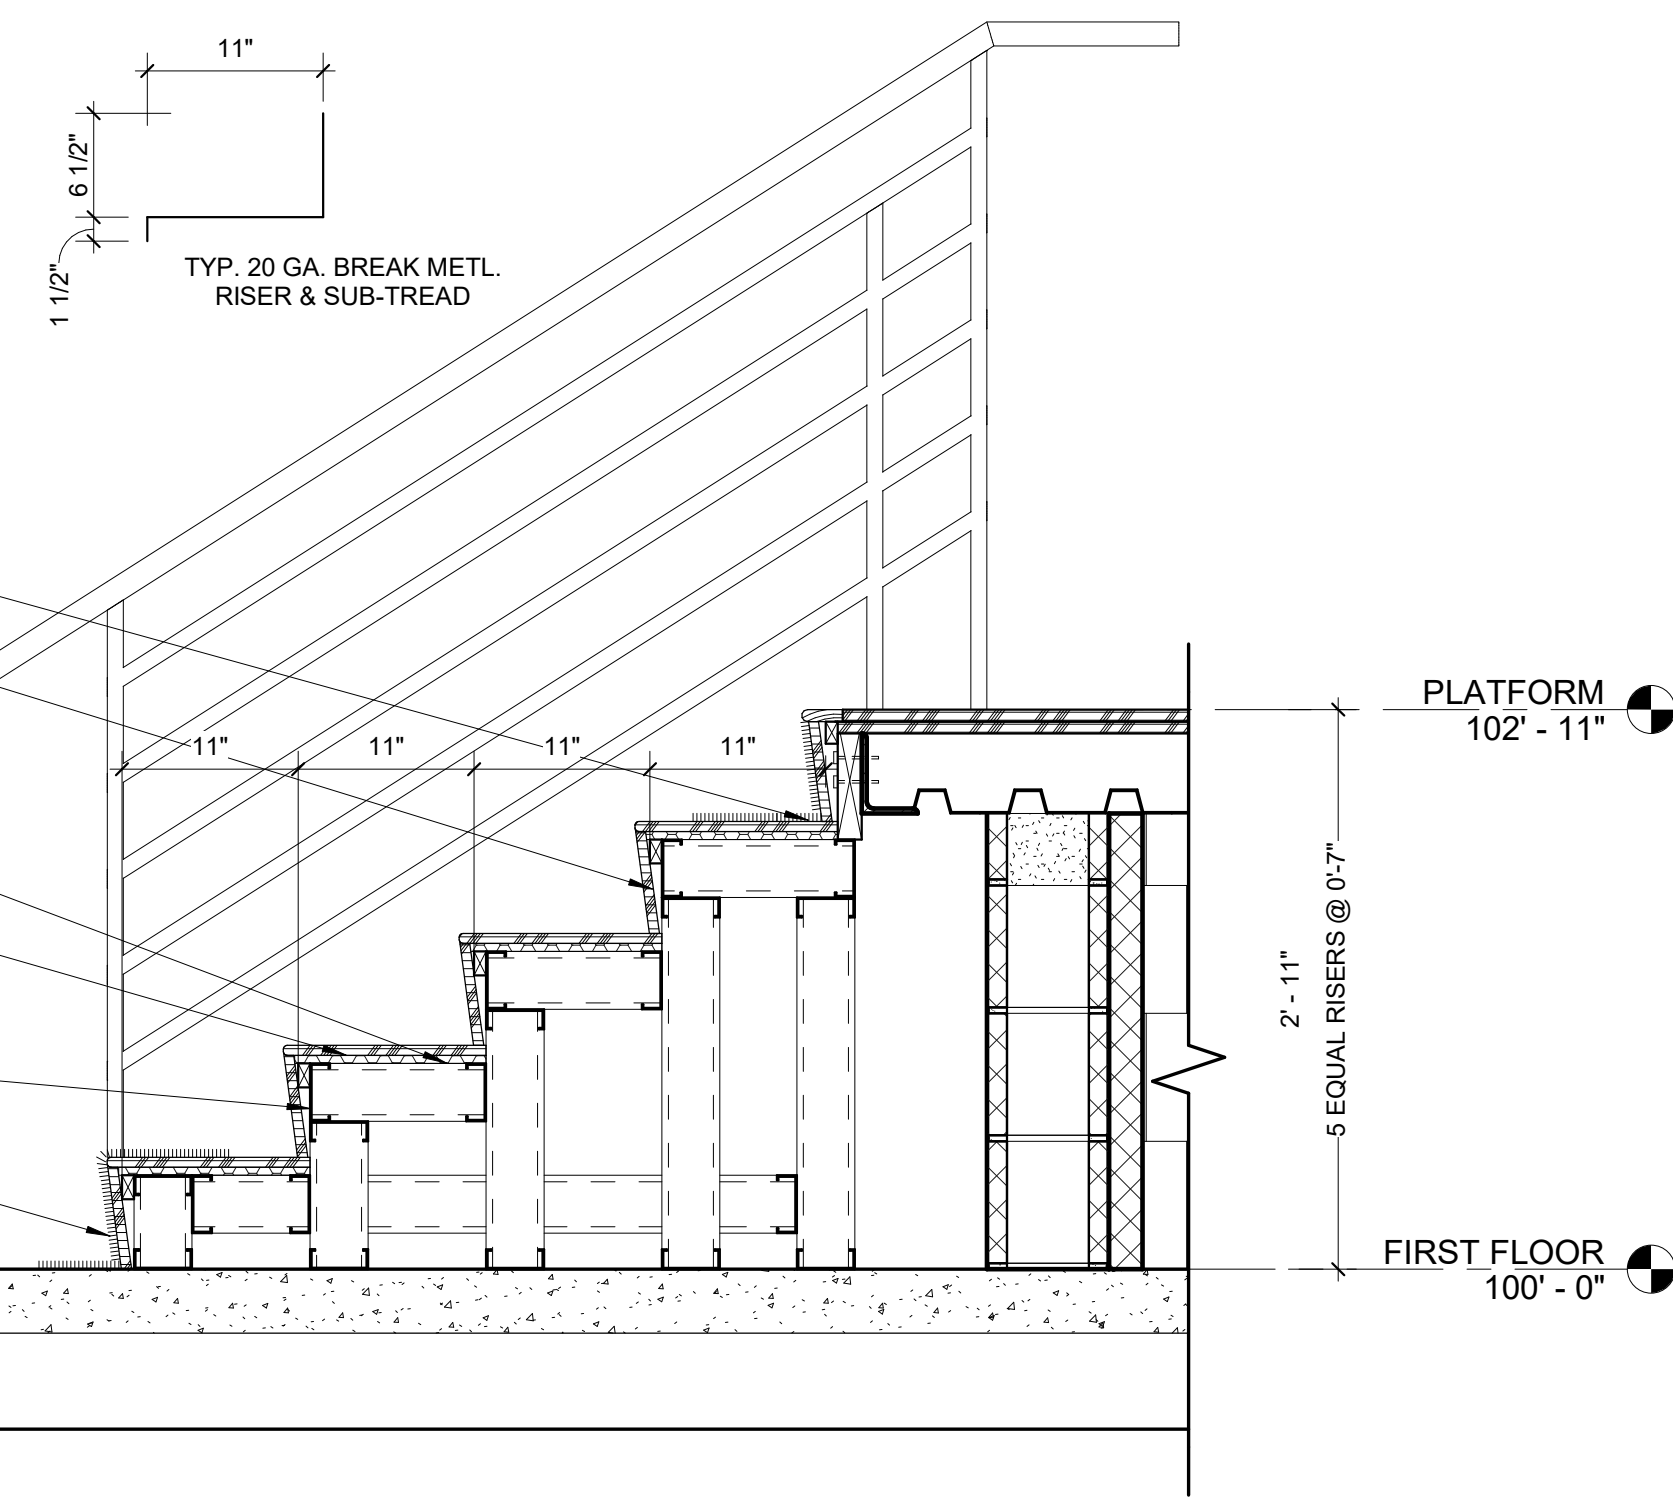 11"
6 1/2"
1 1/2"
TYP. 20 GA. BREAK METL.
RISER & SUB-TREAD
11"
11"
11"
11"
PLATFORM
102' - 11"
2' - 11"
5 EQUAL RISERS @ 0'-7"
FIRST FLOOR
100' - 0"